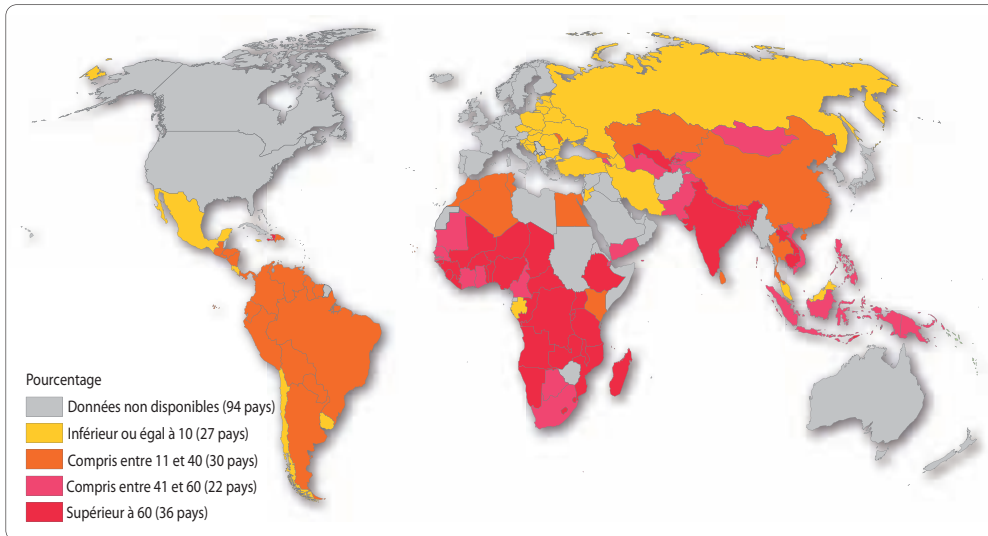 Pourcentage
Données non disponibles (94 pays)
Inférieur ou égal à 10 (27 pays)
Compris entre 11 et 40 (30 pays)
Compris entre 41 et 60 (22 pays)
Supérieur à 60 (36 pays)